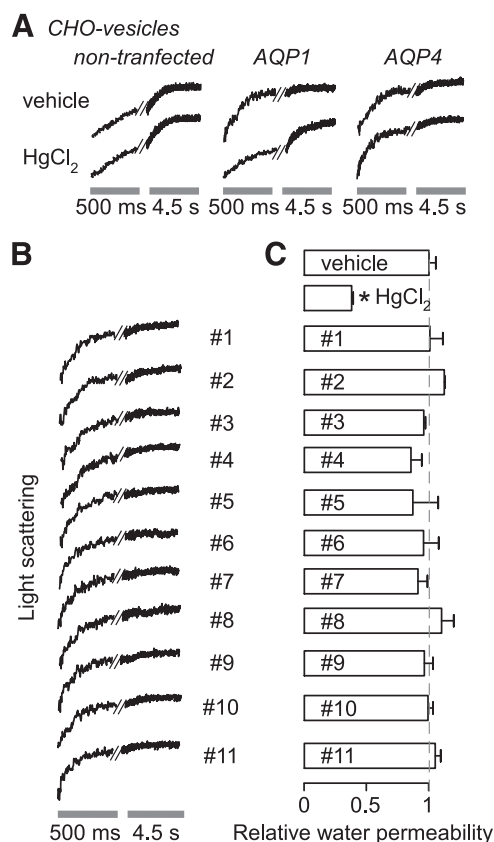 A CHO-vesicles
non-tranfected AQP1 AQP4
vehicle
HgCl2
500 ms 4.5 s 500 ms 4.5 s 500 ms 4.5 s
B C
vehicle
* HgCl2
#1 #1
#2 #2
#3 #3
#4 #4
#5 #5
#6 #6
#7 #7
#8 #8
#9 #9
#10 #10
#11 #11
Light scattering
0 0.5 1
500 ms 4.5 s Relative water permeability